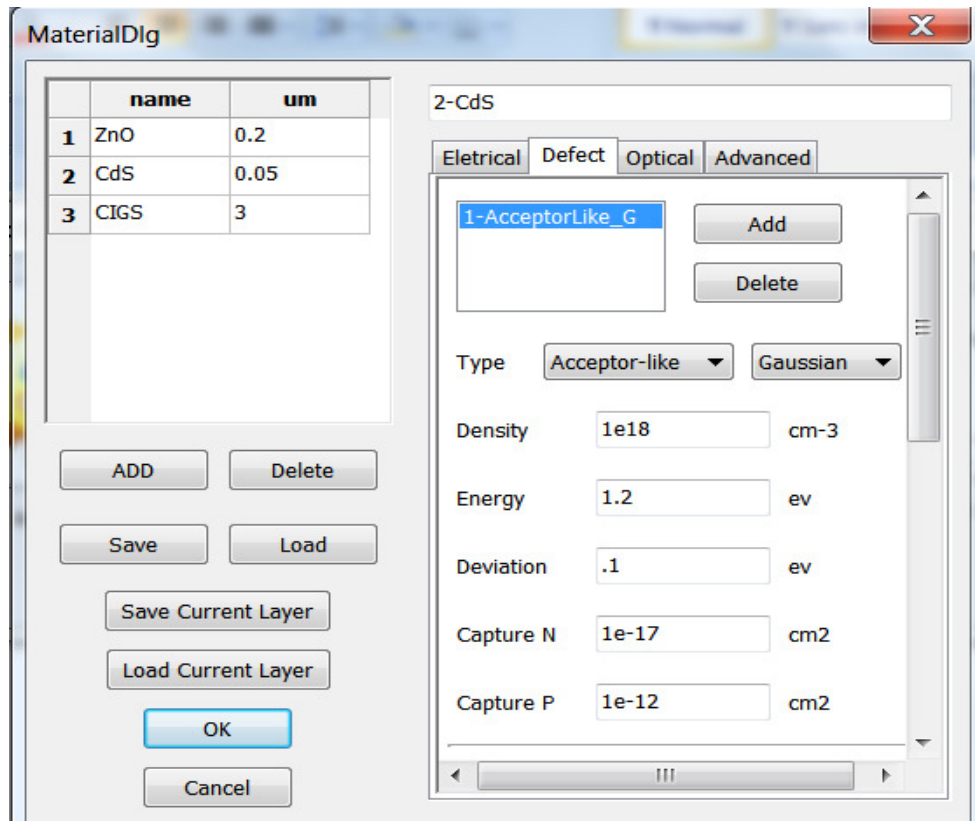 MaterialDlg
name um
1 ZnO 0.2
2 CdS 0.05
3 CIGS 3
ADD Delete
Save Load
Save Current Layer
Load Current Layer
OK
Cancel
2-CdS
Eletrical Defect Optical Advanced
1-AcceptorLike_G
Add
Delete
Type Acceptor-like Gaussian
Density 1e18 cm-3
Energy 1.2 ev
Deviation .1 ev
Capture N 1e-17 cm2
Capture P 1e-12 cm2